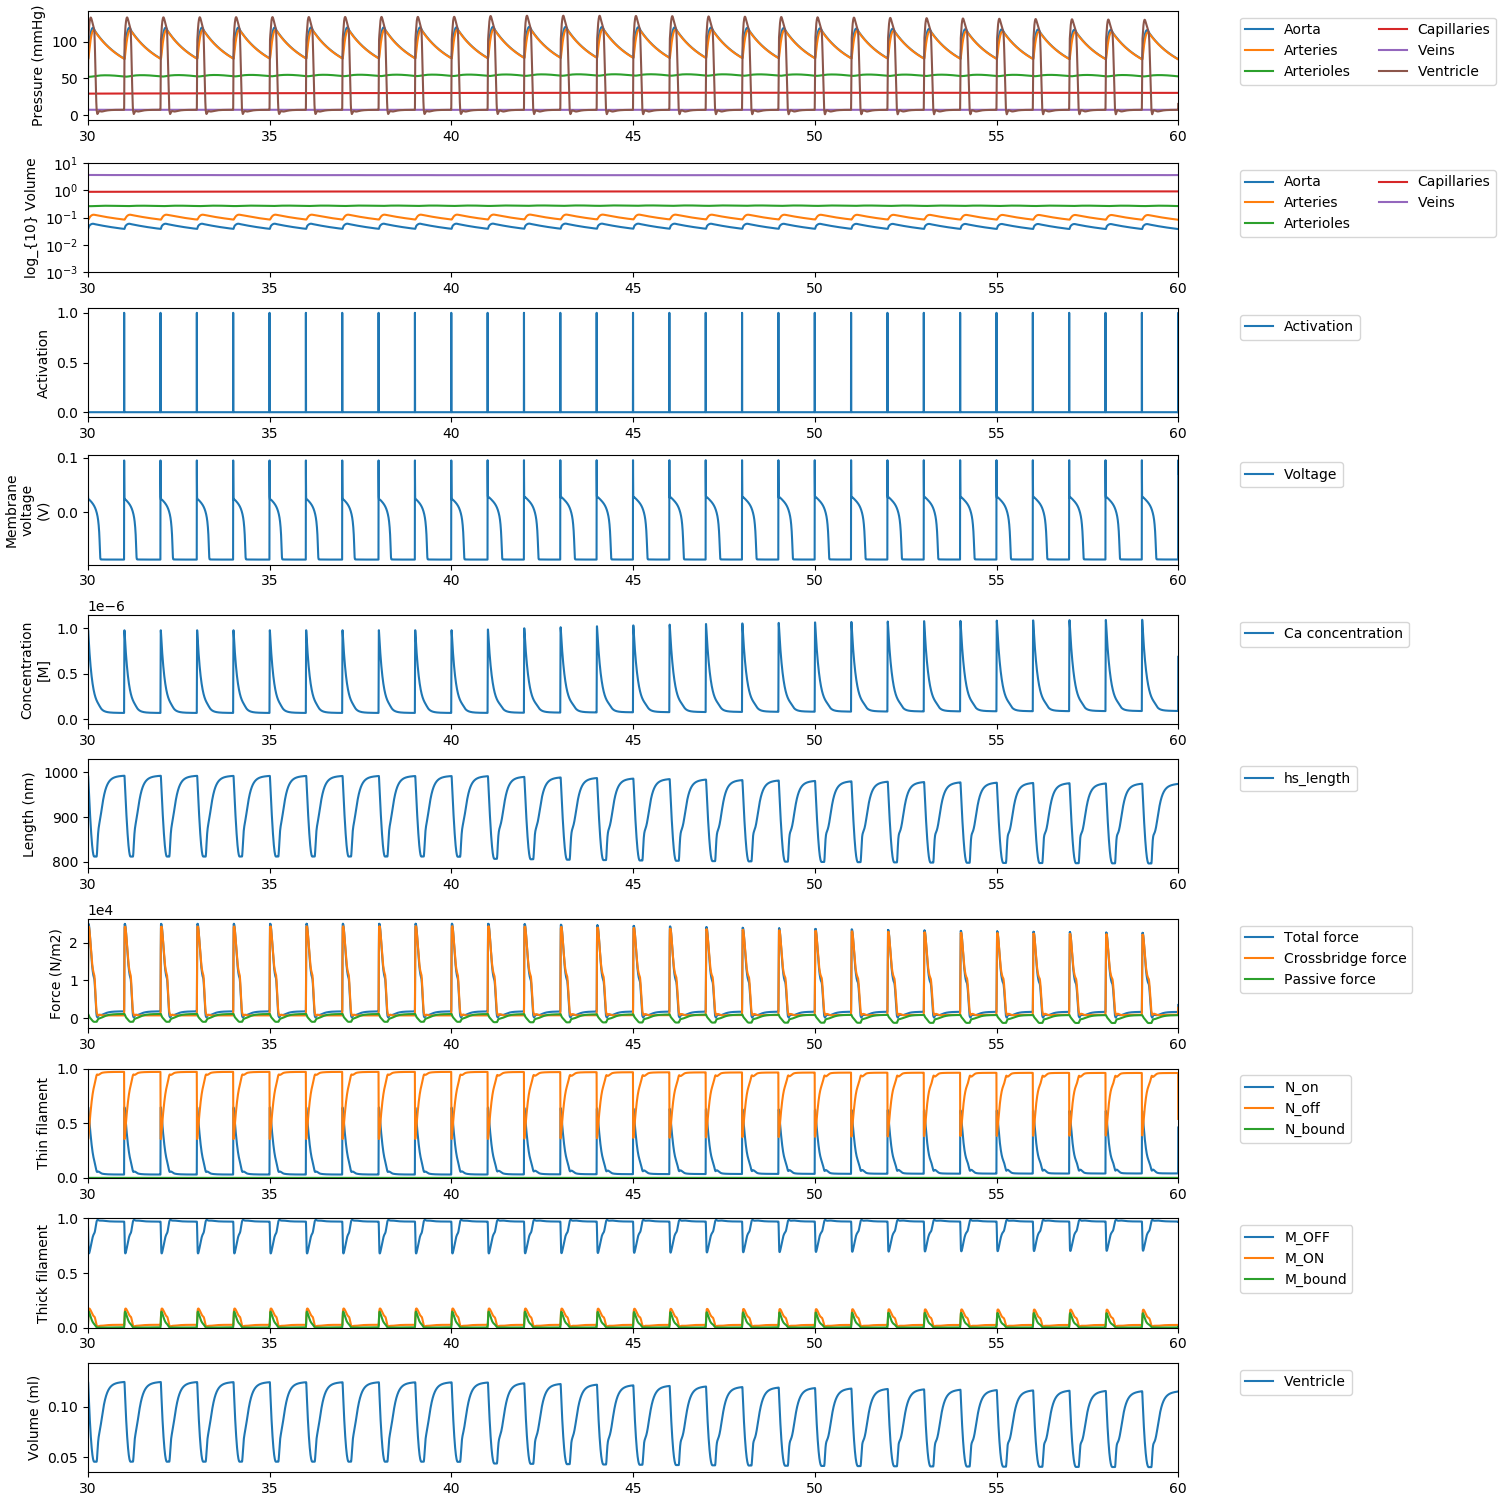 Pressure (mmHg)
100
50
0
30 35 40 45 50 55 60
Aorta Capillaries
Arteries Veins
Arterioles Ventricle
log_{10} Volume
10¹
10⁰
10⁻¹
10⁻²
10⁻³
30 35 40 45 50 55 60
Aorta Capillaries
Arteries Veins
Arterioles
Activation
1.0
0.5
0.0
30 35 40 45 50 55 60
Activation
Membrane
voltage
(V)
0.1
0.0
30 35 40 45 50 55 60
Voltage
1e−6
Concentration
[M]
1.0
0.5
0.0
30 35 40 45 50 55 60
Ca concentration
Length (nm)
1000
900
800
30 35 40 45 50 55 60
hs_length
1e4
Force (N/m2)
2
1
0
30 35 40 45 50 55 60
Total force
Crossbridge force
Passive force
Thin filament
1.0
0.5
0.0
30 35 40 45 50 55 60
N_on
N_off
N_bound
Thick filament
1.0
0.5
0.0
30 35 40 45 50 55 60
M_OFF
M_ON
M_bound
Volume (ml)
0.10
0.05
30 35 40 45 50 55 60
Ventricle